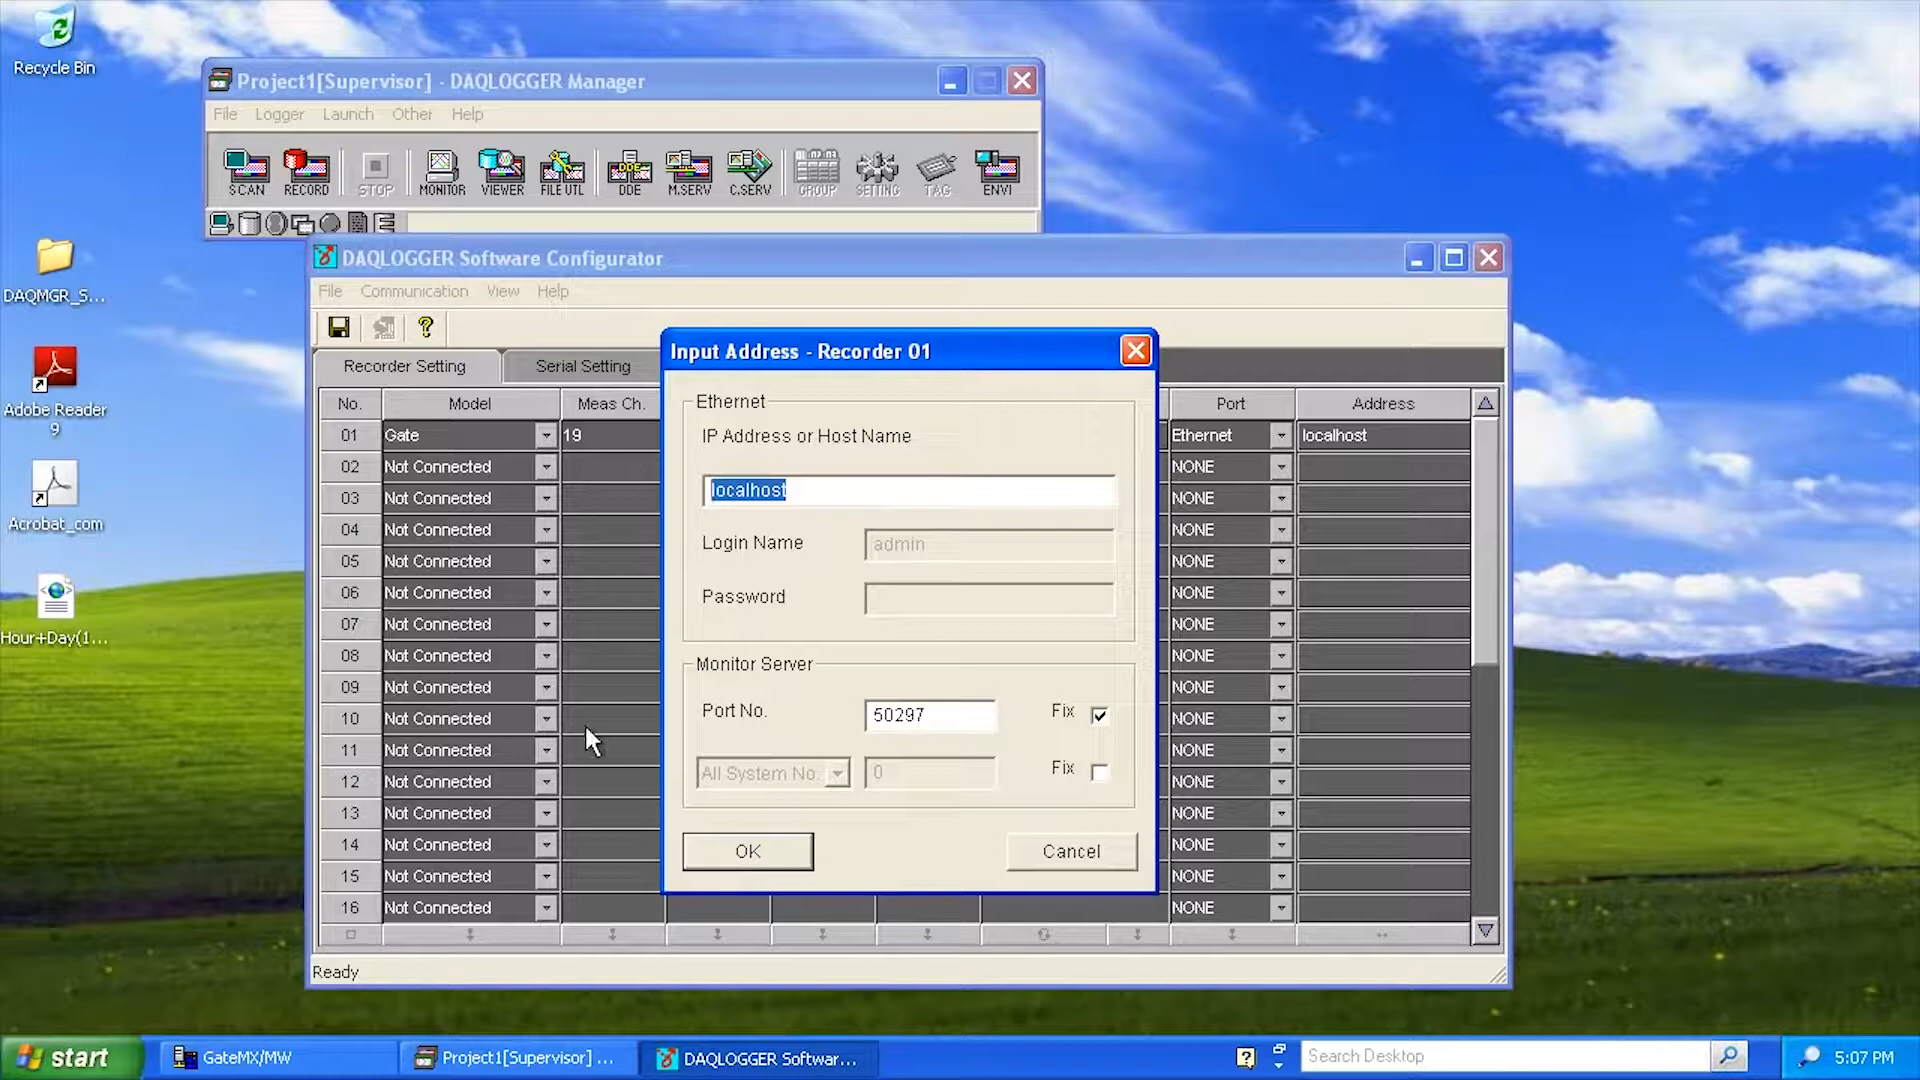 Recycle Bin
DAQMGR_S...
Adobe Reader
9
Acrobat_com
Hour+Day(1...
Project1[Supervisor] - DAQLOGGER Manager
File Logger Launch Other Help
SCAN RECORD STOP MONITOR VIEWER FILE UTL DDE M.SERV C.SERV GROUP SETTING TAG ENVI
DAQLOGGER Software Configurator
File Communication View Help
Recorder Setting Serial Setting
No. Model Meas Ch. Port Address
01 Gate 19 Ethernet localhost
02 Not Connected NONE
03 Not Connected NONE
04 Not Connected NONE
05 Not Connected NONE
06 Not Connected NONE
07 Not Connected NONE
08 Not Connected NONE
09 Not Connected NONE
10 Not Connected NONE
11 Not Connected NONE
12 Not Connected NONE
13 Not Connected NONE
14 Not Connected NONE
15 Not Connected NONE
16 Not Connected NONE
Ready
Input Address - Recorder 01
Ethernet
IP Address or Host Name
localhost
Login Name admin
Password
Monitor Server
Port No. 50297 Fix
All System No. 0 Fix
OK Cancel
start GateMX/MW Project1[Supervisor] ... DAQLOGGER Softwar... Search Desktop 5:07 PM